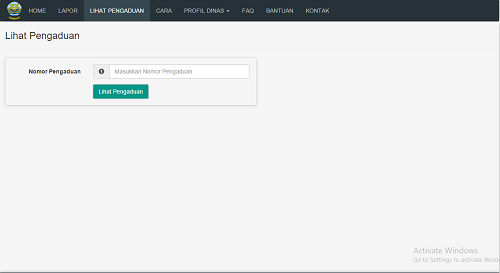 HOME LAPOR LIHAT PENGADUAN CARA PROFIL DINAS FAQ BANTUAN KONTAK
Lihat Pengaduan
Nomor Pengaduan Masukkan Nomor Pengaduan
Lihat Pengaduan
Activate Windows
Go to Settings to activate Wind